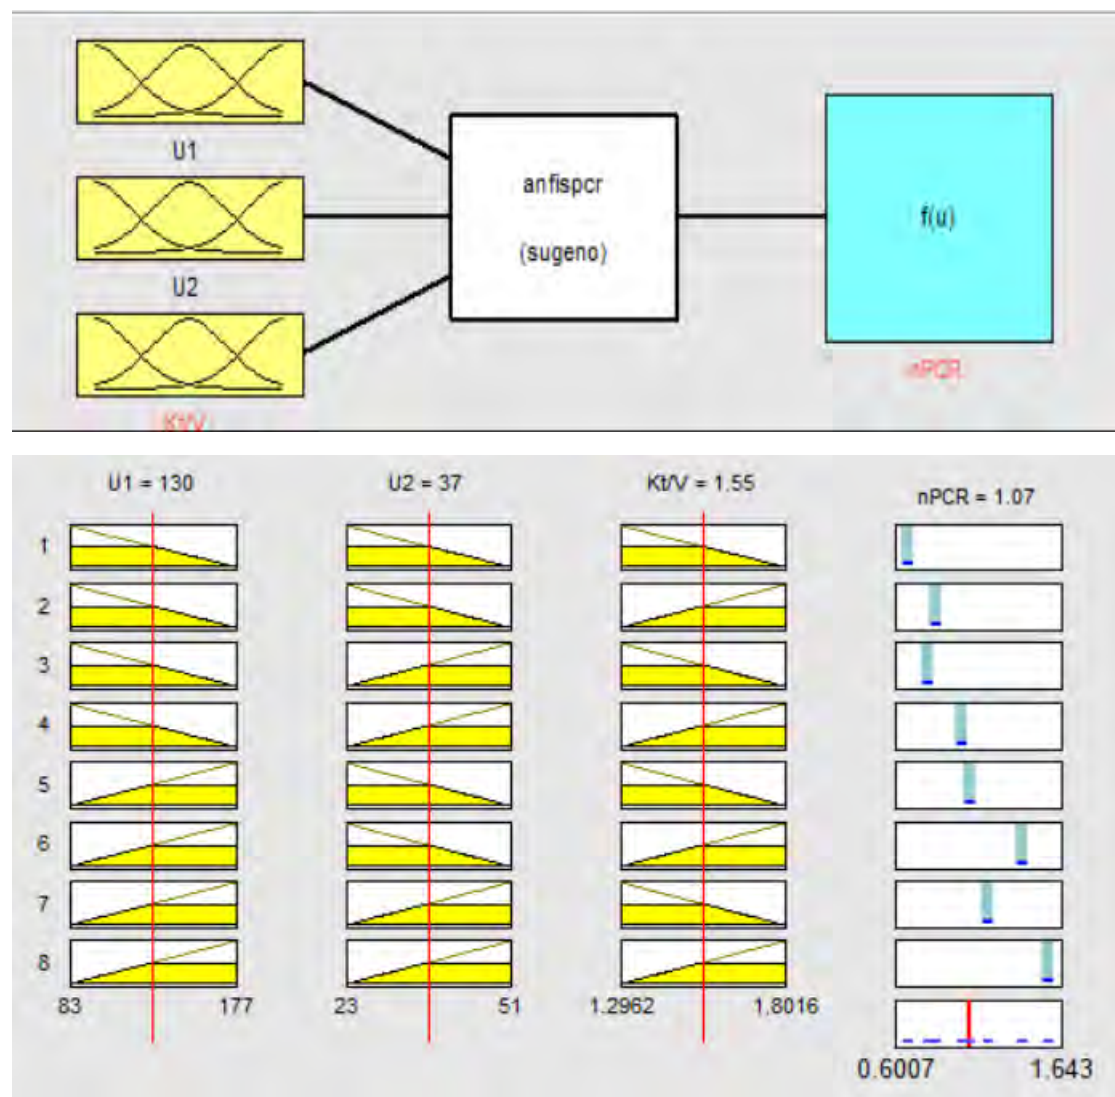 U1
anfispcr
(sugeno)
f(u)
U2
nPCR
Kt/V
U1 = 130
U2 = 37
Kt/V = 1.55
nPCR = 1.07
1
2
3
4
5
6
7
8
83
177
23
51
1.2962
1.8016
0.6007
1.643